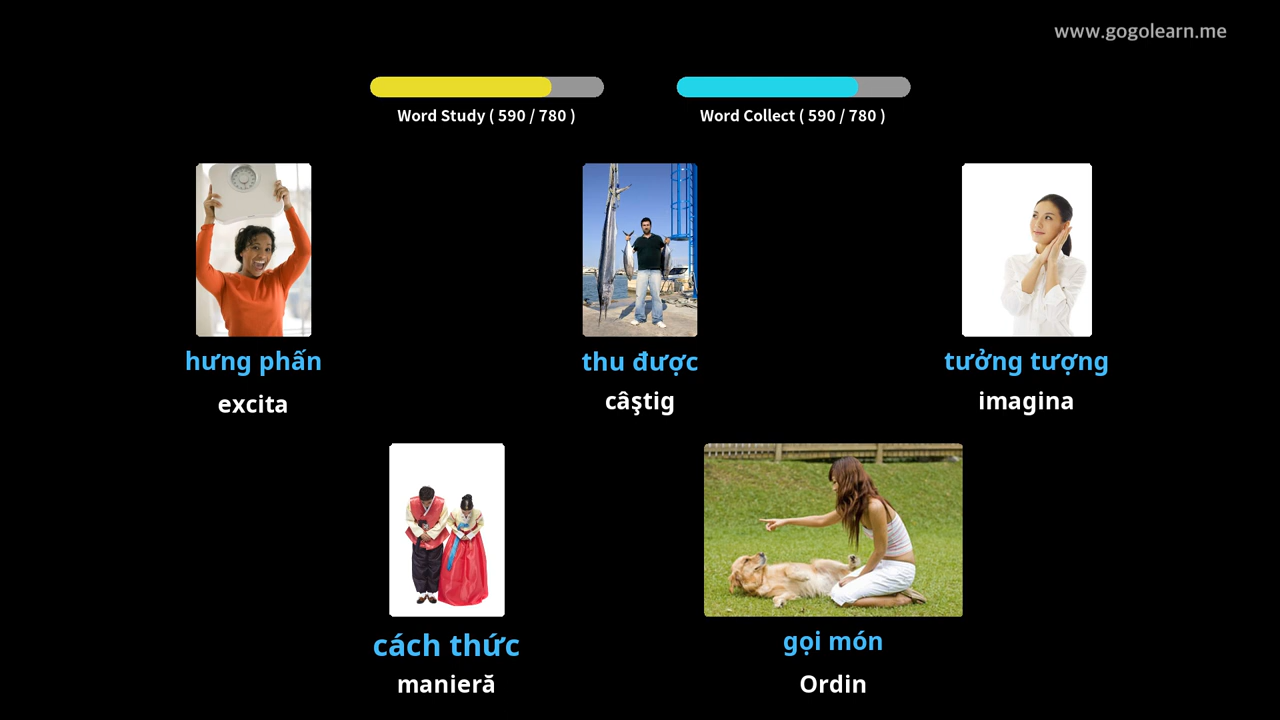 www.gogolearn.me
Word Study ( 590 / 780 )
Word Collect ( 590 / 780 )
hưng phấn
thu được
tưởng tượng
excita
câştig
imagina
cách thức
gọi món
manieră
Ordin